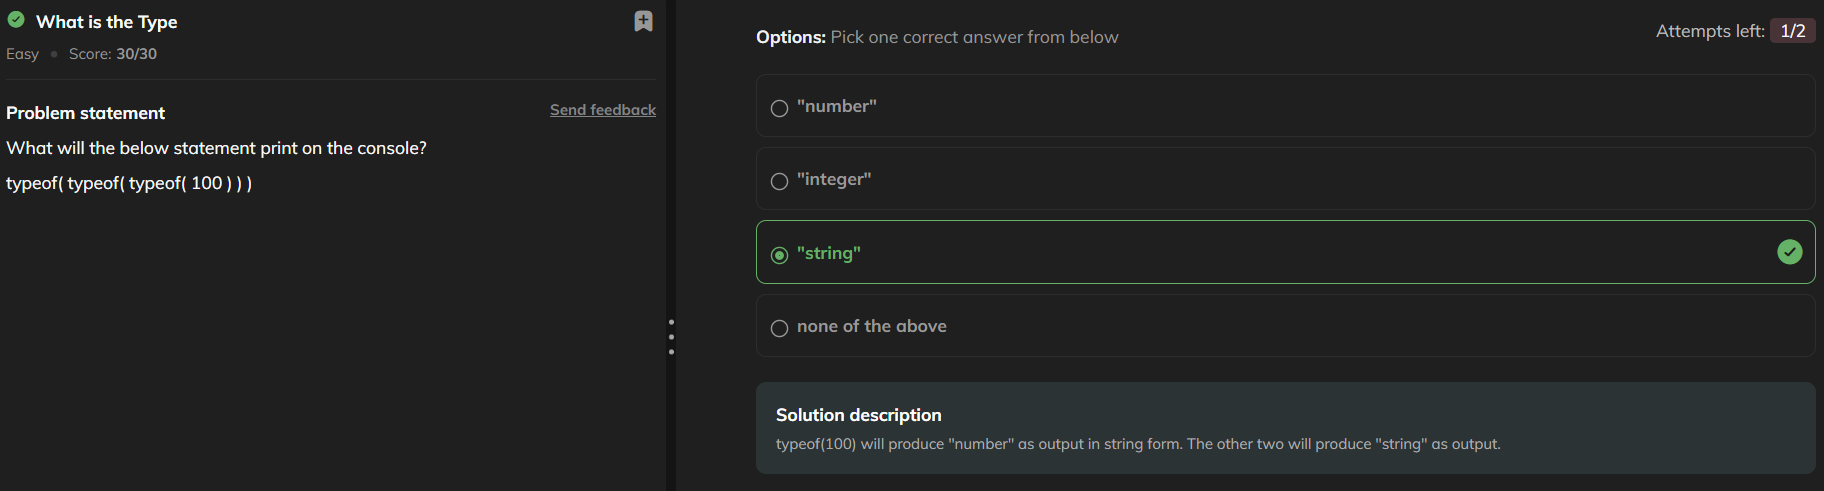 What is the Type
Easy • Score: 30/30
Problem statement
Send feedback
What will the below statement print on the console?
typeof( typeof( typeof( 100 ) ) )
Options: Pick one correct answer from below
Attempts left: 1/2
"number"
"integer"
"string"
none of the above
Solution description
typeof(100) will produce "number" as output in string form. The other two will produce "string" as output.